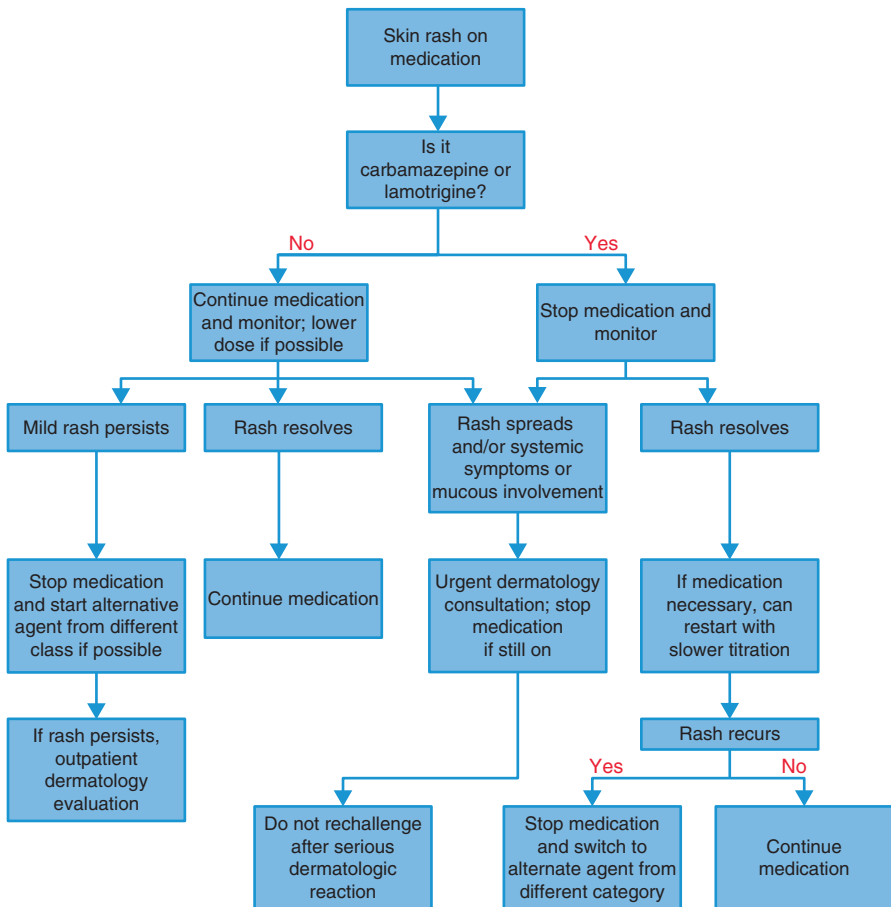 Skin rash on
medication
Is it
carbamazepine or
lamotrigine?
No
Yes
Continue medication
and monitor; lower
dose if possible
Stop medication and
monitor
Mild rash persists
Rash resolves
Rash spreads
and/or systemic
symptoms or
mucous involvement
Rash resolves
Stop medication
and start alternative
agent from different
class if possible
Continue medication
Urgent dermatology
consultation; stop
medication
if still on
If medication
necessary, can
restart with
slower titration
If rash persists,
outpatient
dermatology
evaluation
Rash recurs
Yes
No
Do not rechallenge
after serious
dermatologic
reaction
Stop medication
and switch to
alternate agent from
different category
Continue
medication